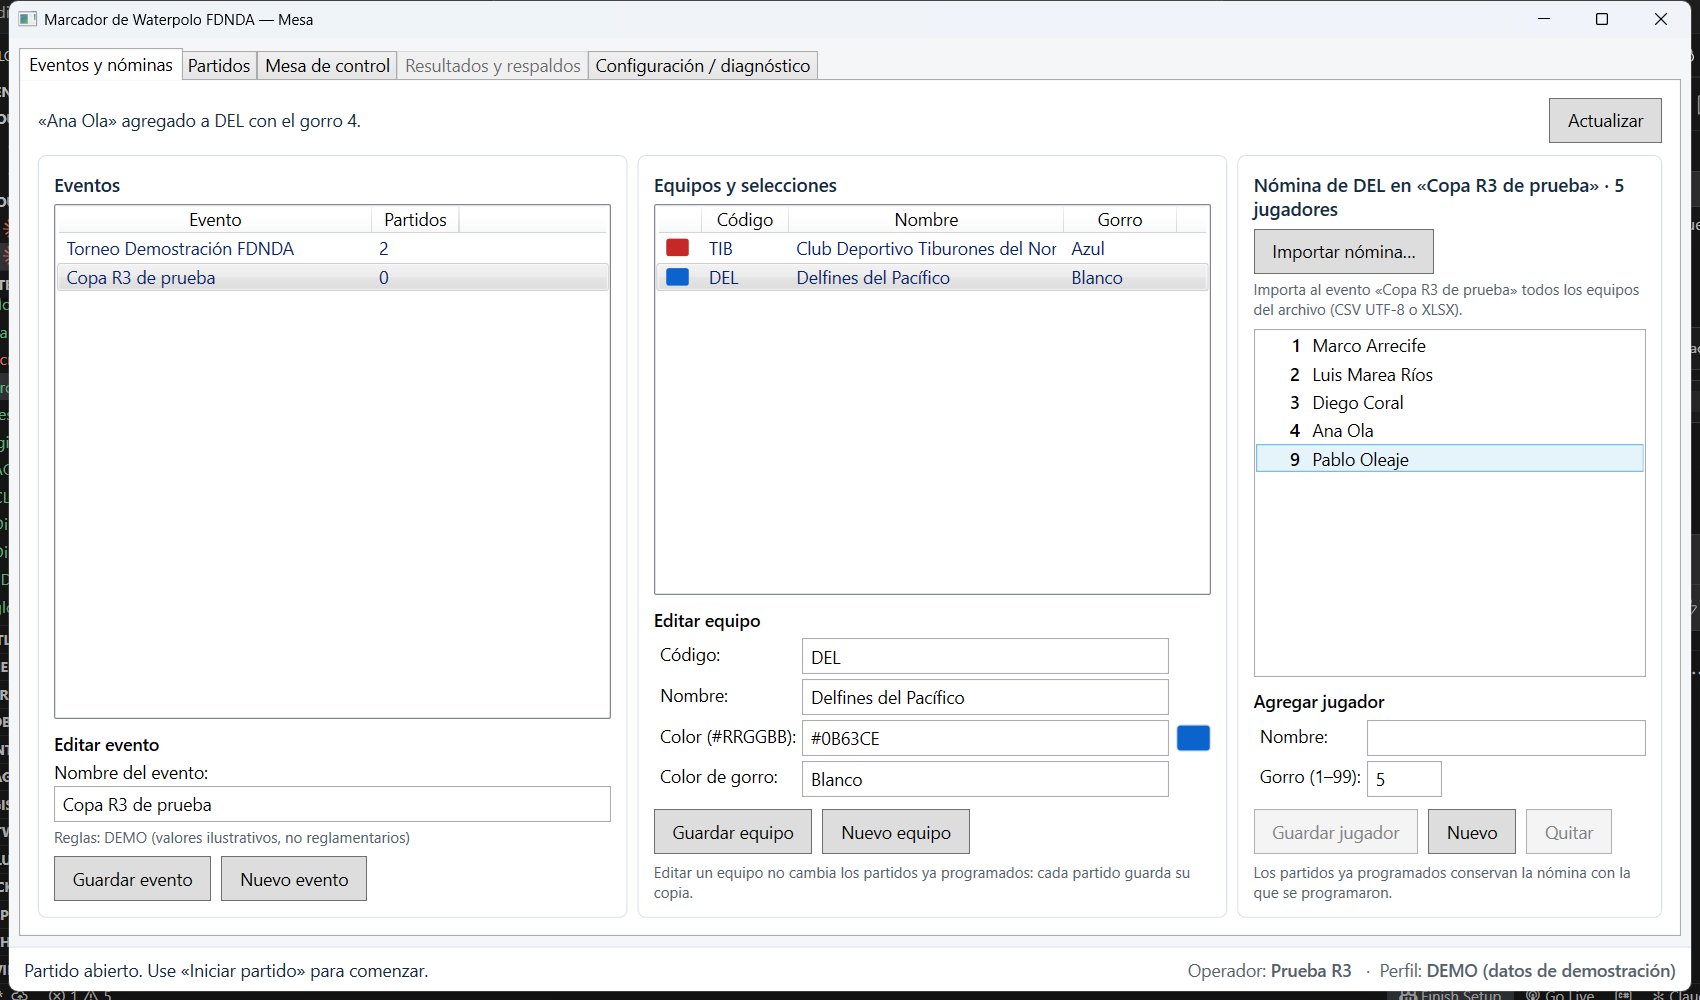 Marcador de Waterpolo FDNDA — Mesa
Eventos y nóminas
Partidos
Mesa de control
Resultados y respaldos
Configuración / diagnóstico
«Ana Ola» agregado a DEL con el gorro 4.
Actualizar
Eventos
Evento Partidos
Torneo Demostración FDNDA 2
Copa R3 de prueba 0
Editar evento
Nombre del evento:
Copa R3 de prueba
Reglas: DEMO (valores ilustrativos, no reglamentarios)
Guardar evento
Nuevo evento
Equipos y selecciones
Código Nombre Gorro
TIB Club Deportivo Tiburones del Nor Azul
DEL Delfines del Pacífico Blanco
Editar equipo
Código: DEL
Nombre: Delfines del Pacífico
Color (#RRGGBB): #0B63CE
Color de gorro: Blanco
Guardar equipo
Nuevo equipo
Editar un equipo no cambia los partidos ya programados: cada partido guarda su
copia.
Nómina de DEL en «Copa R3 de prueba» · 5
jugadores
Importar nómina...
Importa al evento «Copa R3 de prueba» todos los equipos
del archivo (CSV UTF-8 o XLSX).
1 Marco Arrecife
2 Luis Marea Ríos
3 Diego Coral
4 Ana Ola
9 Pablo Oleaje
Agregar jugador
Nombre:
Gorro (1–99): 5
Guardar jugador
Nuevo
Quitar
Los partidos ya programados conservan la nómina con la
que se programaron.
Partido abierto. Use «Iniciar partido» para comenzar.
Operador: Prueba R3 · Perfil: DEMO (datos de demostración)